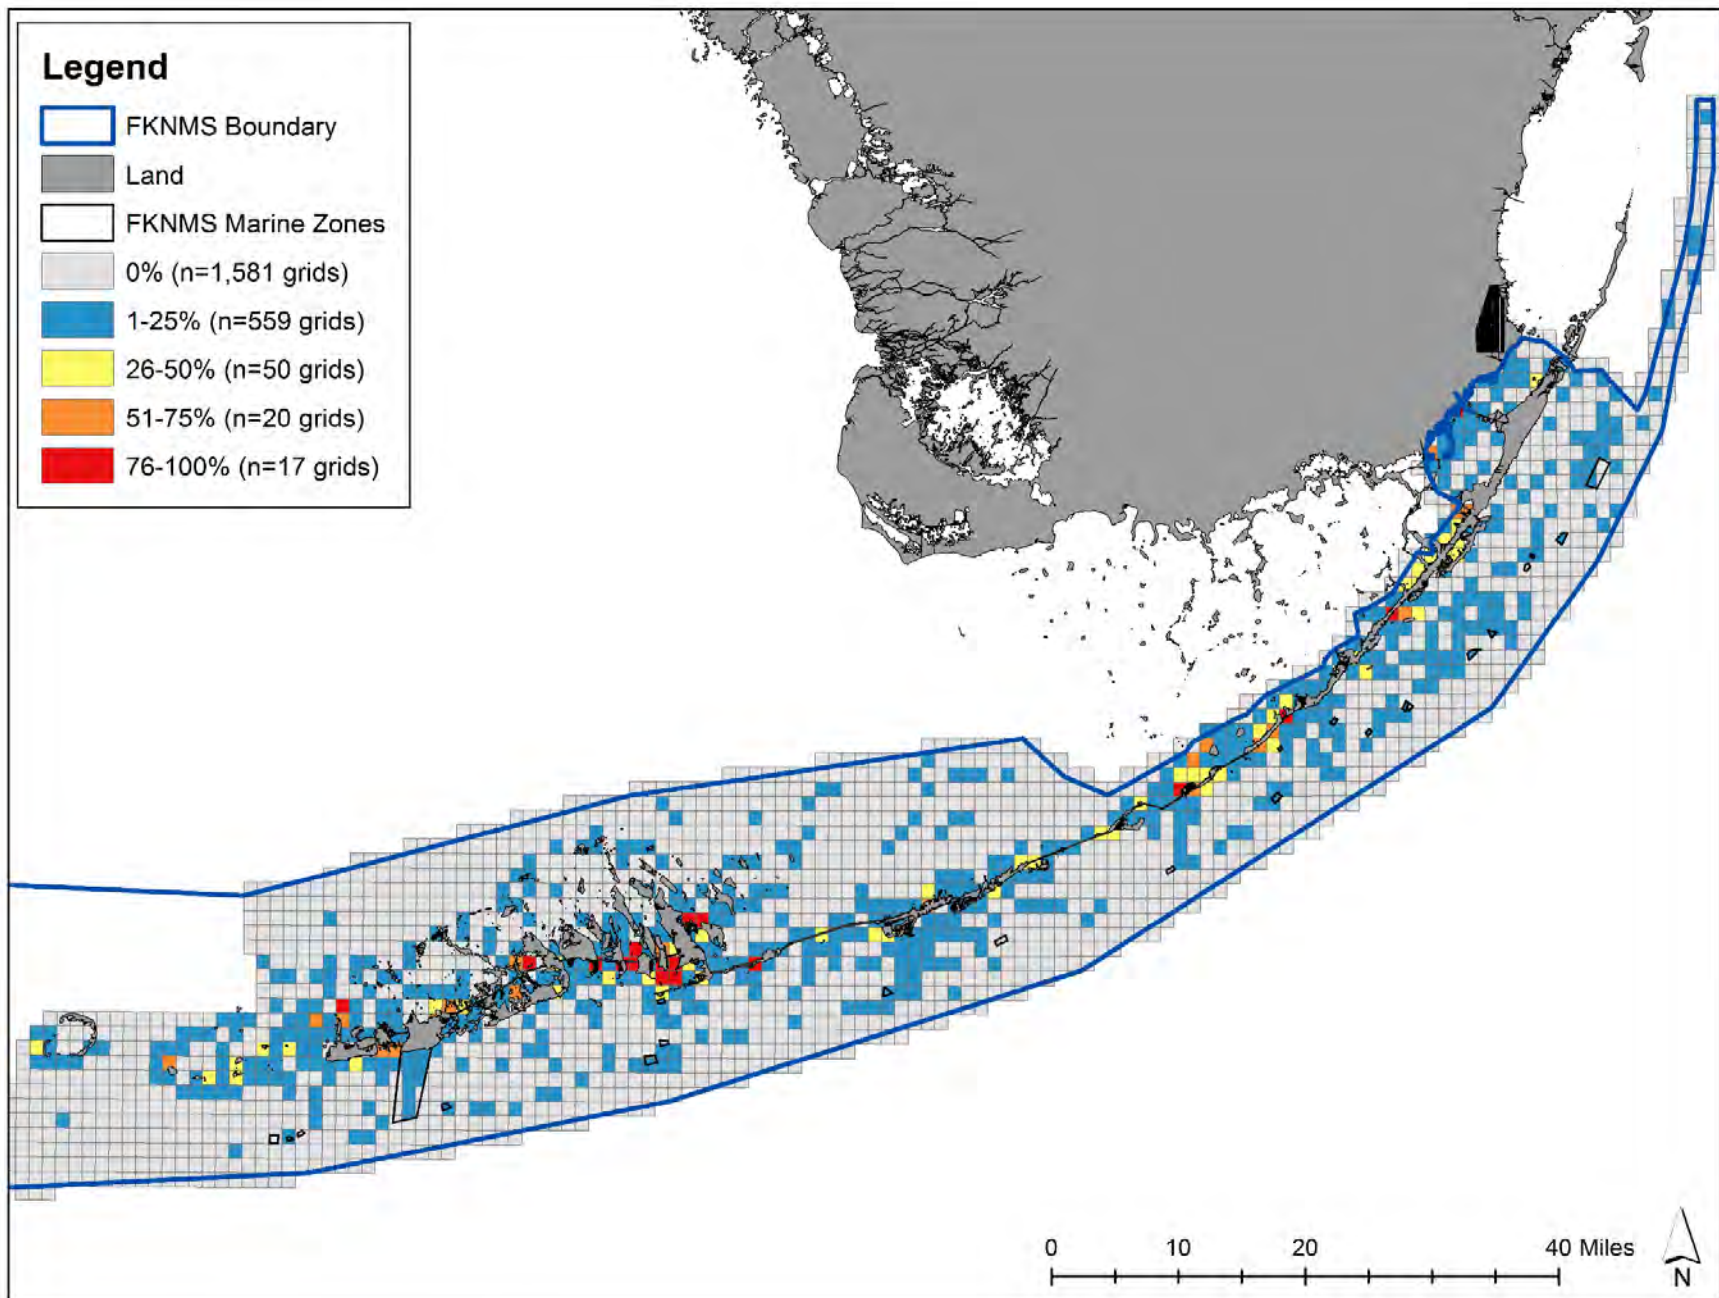 Legend
FKNMS Boundary
Land
FKNMS Marine Zones
0% (n=1,581 grids)
1-25% (n=559 grids)
26-50% (n=50 grids)
51-75% (n=20 grids)
76-100% (n=17 grids)
0 10 20 40 Miles
N